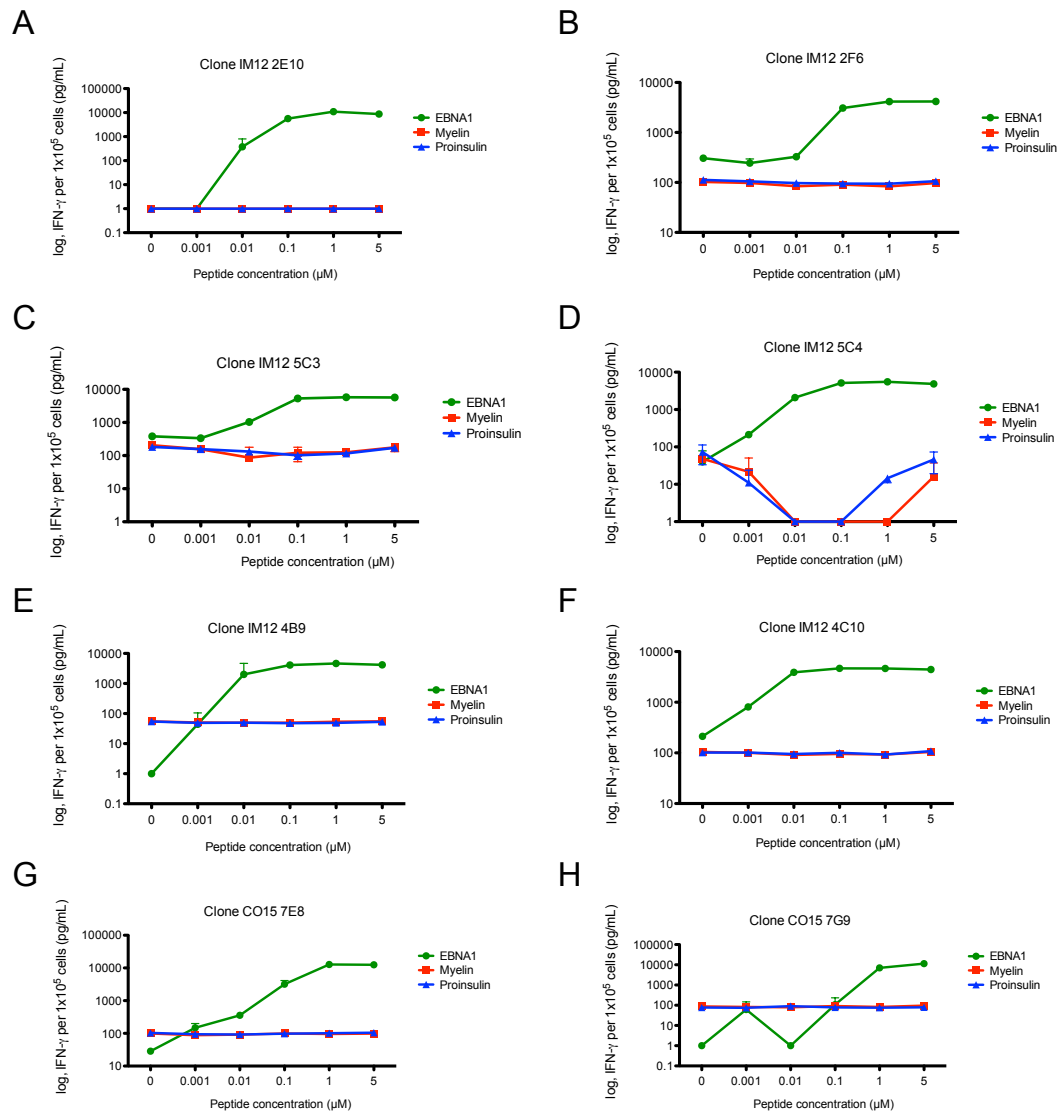 A
Clone IM12 2E10
log, IFN-γ per 1x10⁵ cells (pg/mL)
100000
10000
1000
100
10
1
0.1
0 0.001 0.01 0.1 1 5
Peptide concentration (µM)
EBNA1
Myelin
Proinsulin
B
Clone IM12 2F6
log, IFN-γ per 1x10⁵ cells (pg/mL)
10000
1000
100
10
0 0.001 0.01 0.1 1 5
Peptide concentration (µM)
EBNA1
Myelin
Proinsulin
C
Clone IM12 5C3
log, IFN-γ per 1x10⁵ cells (pg/mL)
10000
1000
100
10
1
0 0.001 0.01 0.1 1 5
Peptide concentration (µM)
EBNA1
Myelin
Proinsulin
D
Clone IM12 5C4
log, IFN-γ per 1x10⁵ cells (pg/mL)
10000
1000
100
10
1
0 0.001 0.01 0.1 1 5
Peptide concentration (µM)
EBNA1
Myelin
Proinsulin
E
Clone IM12 4B9
log, IFN-γ per 1x10⁵ cells (pg/mL)
10000
1000
100
10
1
0.1
0 0.001 0.01 0.1 1 5
Peptide concentration (µM)
EBNA1
Myelin
Proinsulin
F
Clone IM12 4C10
log, IFN-γ per 1x10⁵ cells (pg/mL)
10000
1000
100
10
0 0.001 0.01 0.1 1 5
Peptide concentration (µM)
EBNA1
Myelin
Proinsulin
G
Clone CO15 7E8
log, IFN-γ per 1x10⁵ cells (pg/mL)
100000
10000
1000
100
10
0 0.001 0.01 0.1 1 5
Peptide concentration (µM)
EBNA1
Myelin
Proinsulin
H
Clone CO15 7G9
log, IFN-γ per 1x10⁵ cells (pg/mL)
100000
10000
1000
100
10
1
0.1
0 0.001 0.01 0.1 1 5
Peptide concentration (µM)
EBNA1
Myelin
Proinsulin